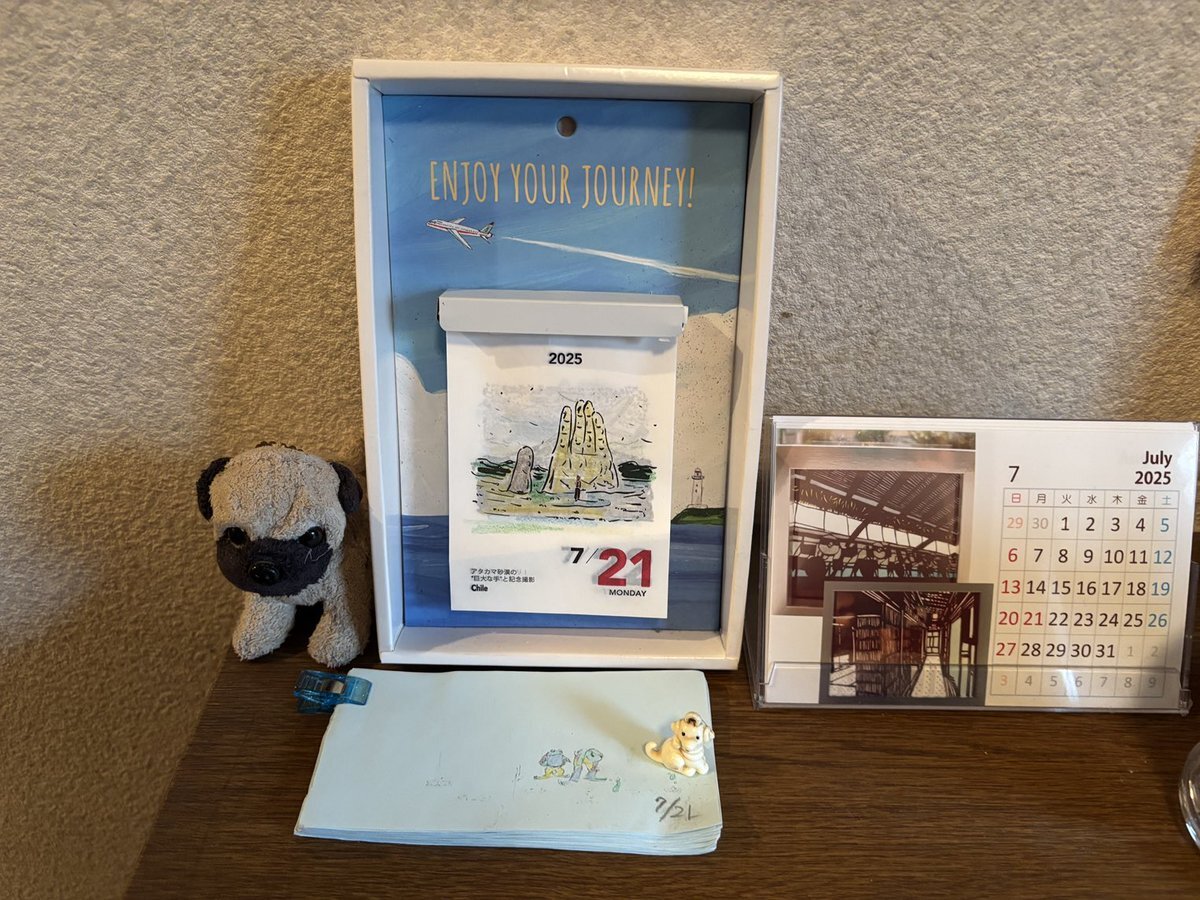 ENJOY YOUR JOURNEY!
2025
7/21
MONDAY
アタカマ砂漠の
"巨大な手"と記念撮影
Chile
7/21
7
July
2025
日 月 火 水 木 金 土
29 30 1 2 3 4 5
6 7 8 9 10 11 12
13 14 15 16 17 18 19
20 21 22 23 24 25 26
27 28 29 30 31 1 2
3 4 5 6 7 8 9